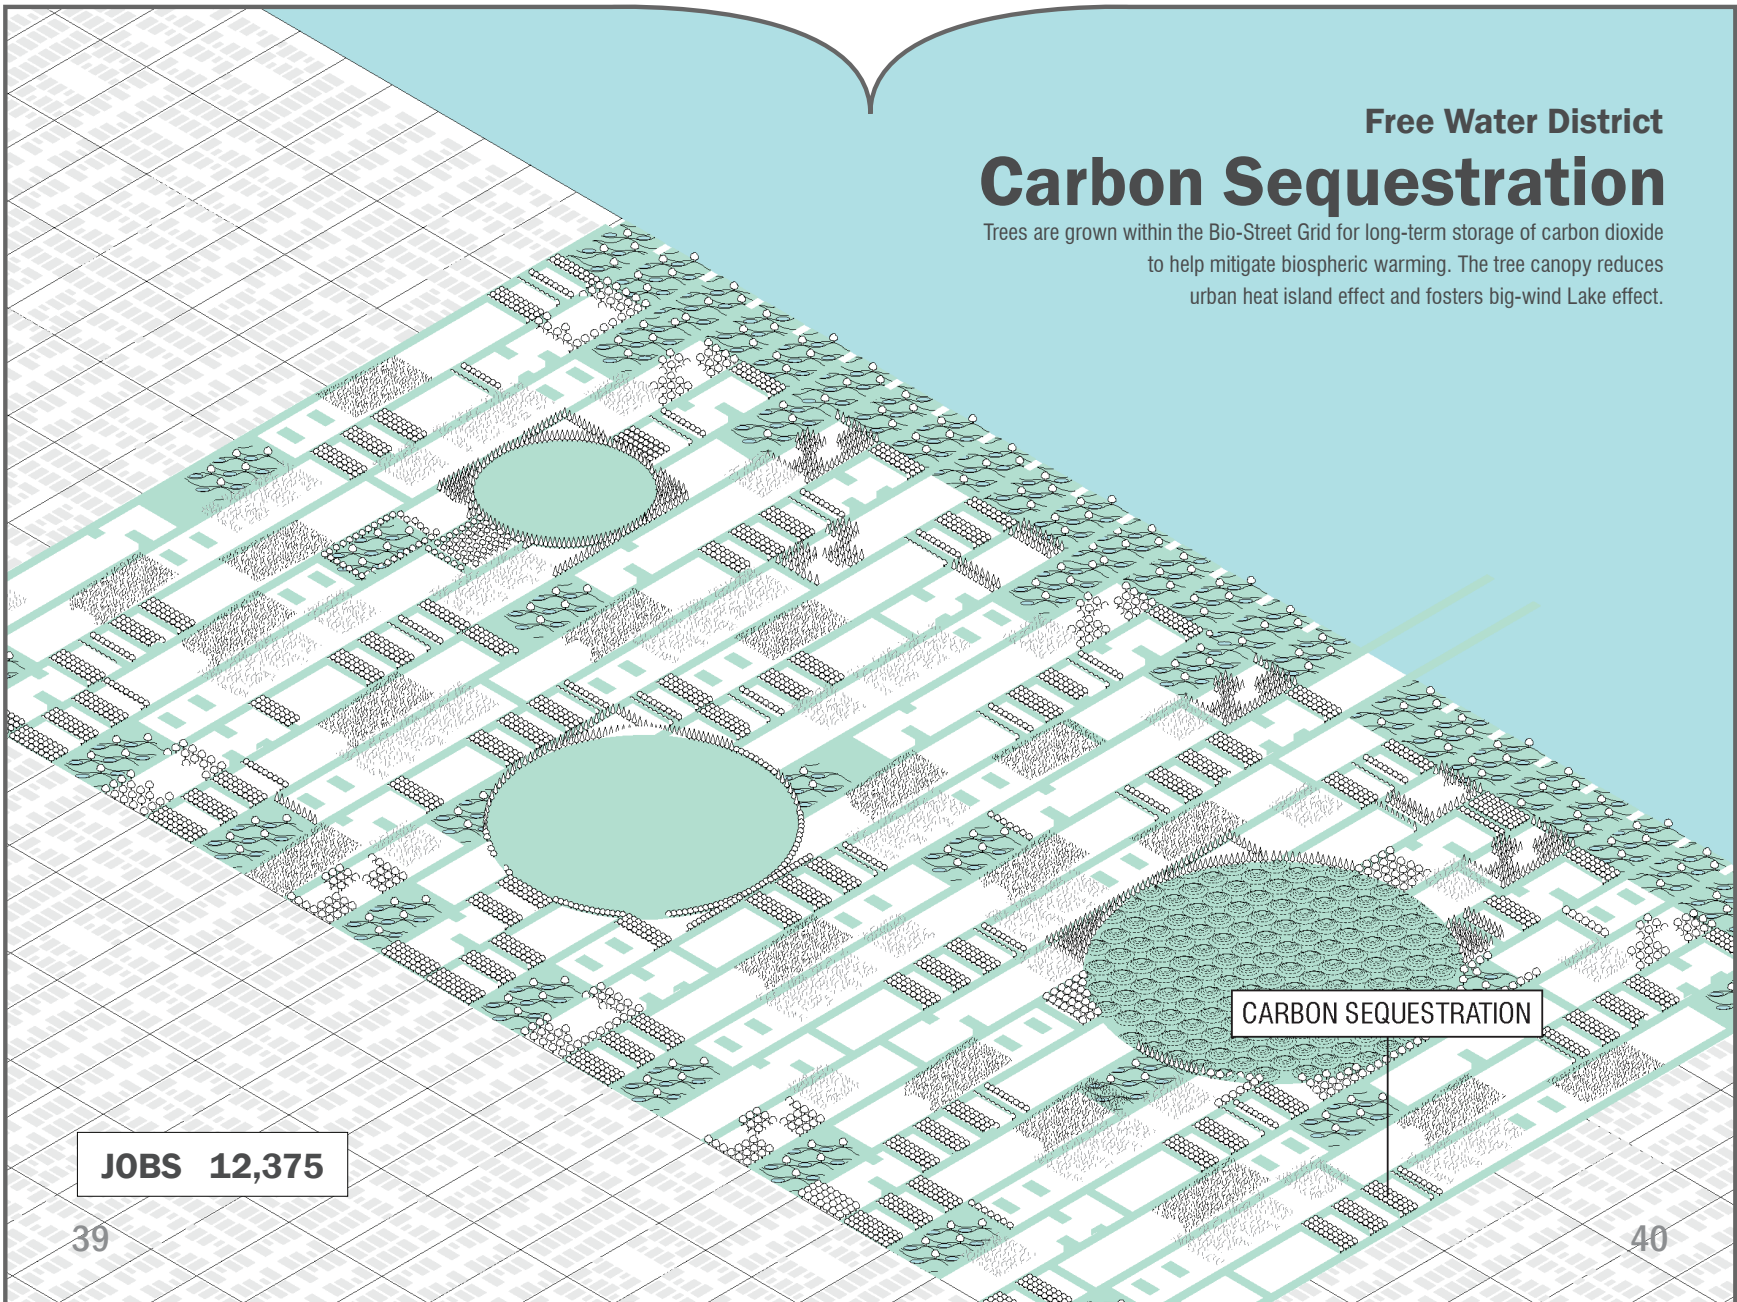 Free Water District
Carbon Sequestration
Trees are grown within the Bio-Street Grid for long-term storage of carbon dioxide
to help mitigate biospheric warming. The tree canopy reduces
urban heat island effect and fosters big-wind Lake effect.
CARBON SEQUESTRATION
JOBS 12,375
39
40